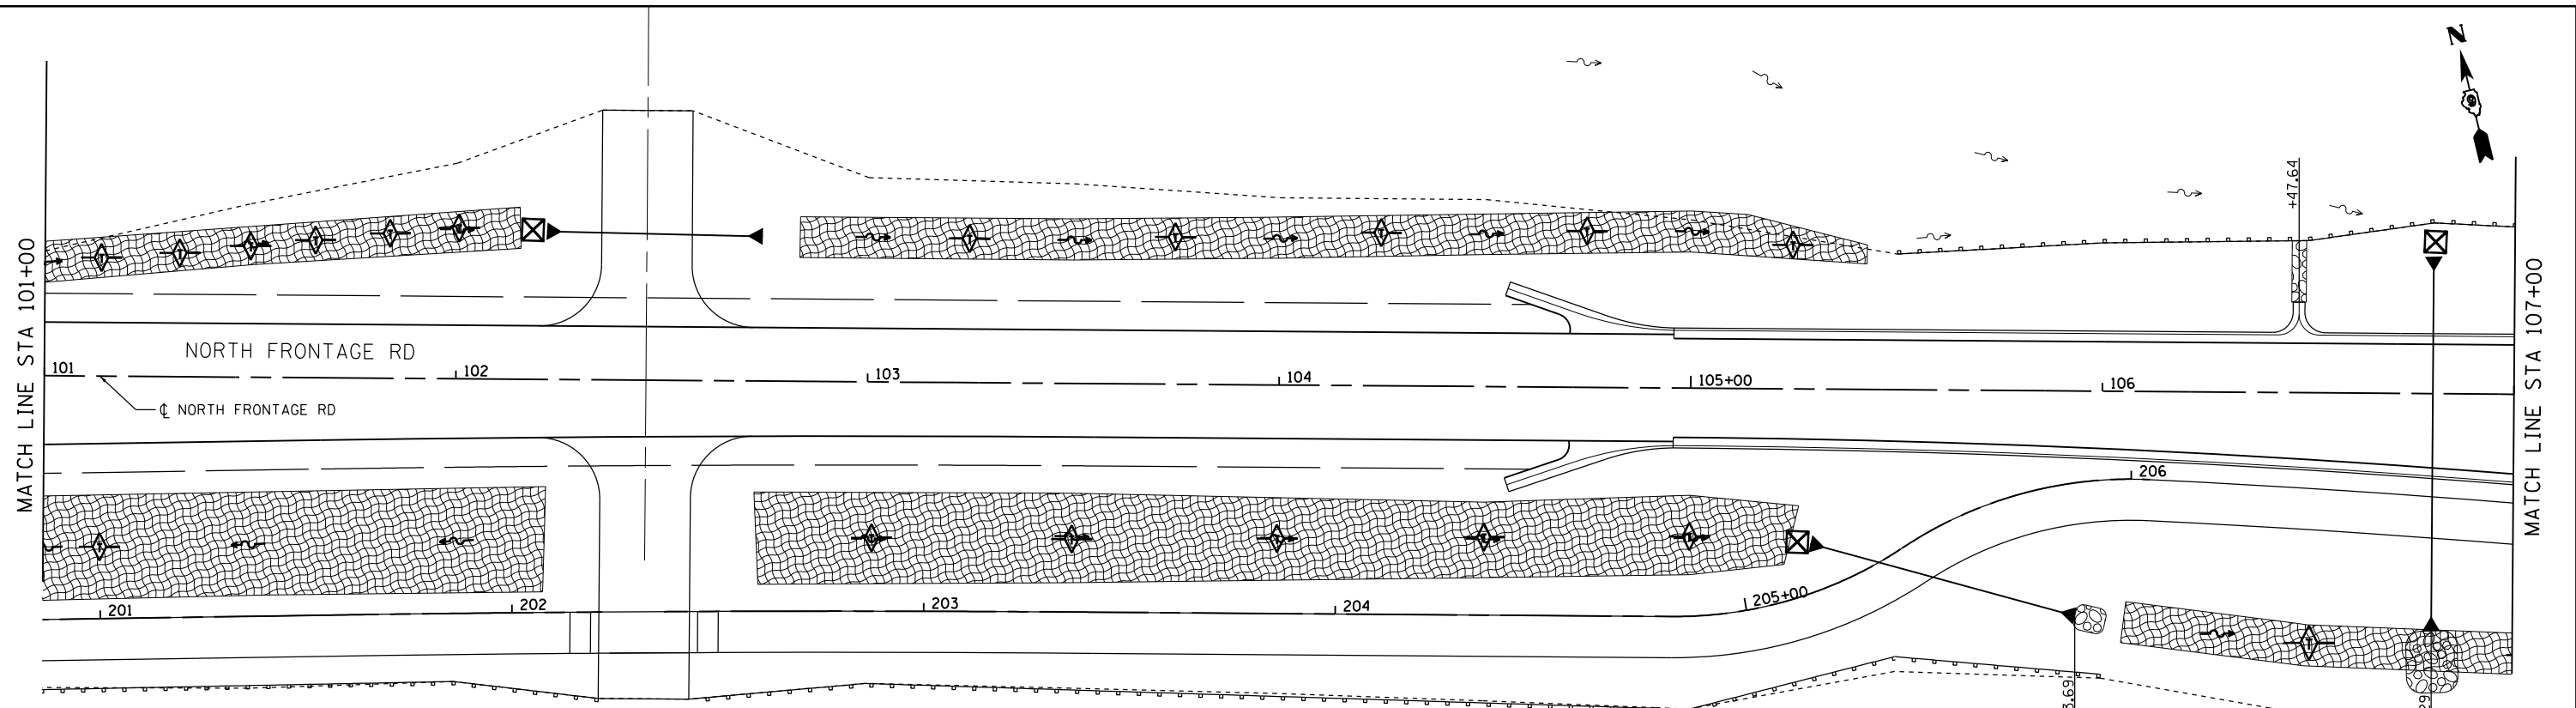 N
+47.64
MATCH LINE STA 101+00
MATCH LINE STA 107+00
NORTH FRONTAGE RD
101
102
103
104
105+00
106
℄ NORTH FRONTAGE RD
206
201
202
203
204
205+00